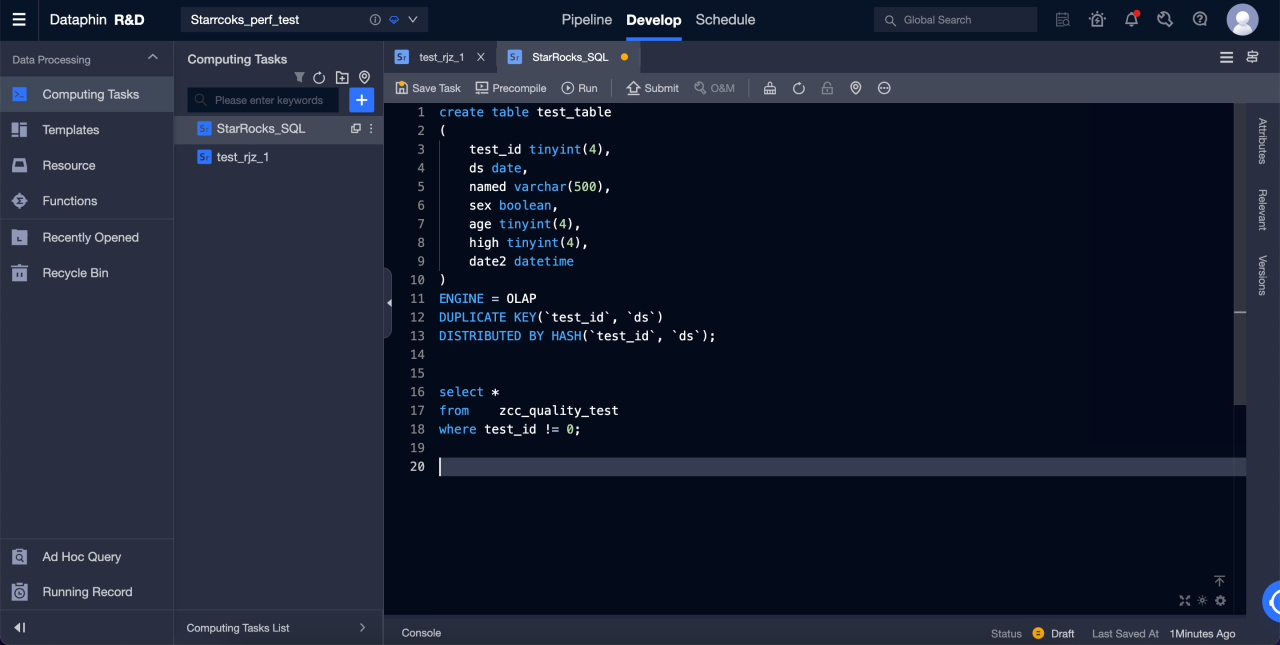 Dataphin R&D
Starrcoks_perf_test
Pipeline Develop Schedule
Global Search
Data Processing
Computing Tasks
Templates
Resource
Functions
Recently Opened
Recycle Bin
Ad Hoc Query
Running Record
Computing Tasks
Please enter keywords
Sr StarRocks_SQL
Sr test_rjz_1
Computing Tasks List
Sr test_rjz_1 X
Sr StarRocks_SQL
Save Task Precompile Run Submit O&M
1 create table test_table
2 (
3 test_id tinyint(4),
4 ds date,
5 named varchar(500),
6 sex boolean,
7 age tinyint(4),
8 high tinyint(4),
9 date2 datetime
10 )
11 ENGINE = OLAP
12 DUPLICATE KEY(`test_id`, `ds`)
13 DISTRIBUTED BY HASH(`test_id`, `ds`);
14
15
16 select *
17 from    zcc_quality_test
18 where test_id != 0;
19
20
Attributes
Relevant
Versions
Console
Status Draft Last Saved At 1Minutes Ago